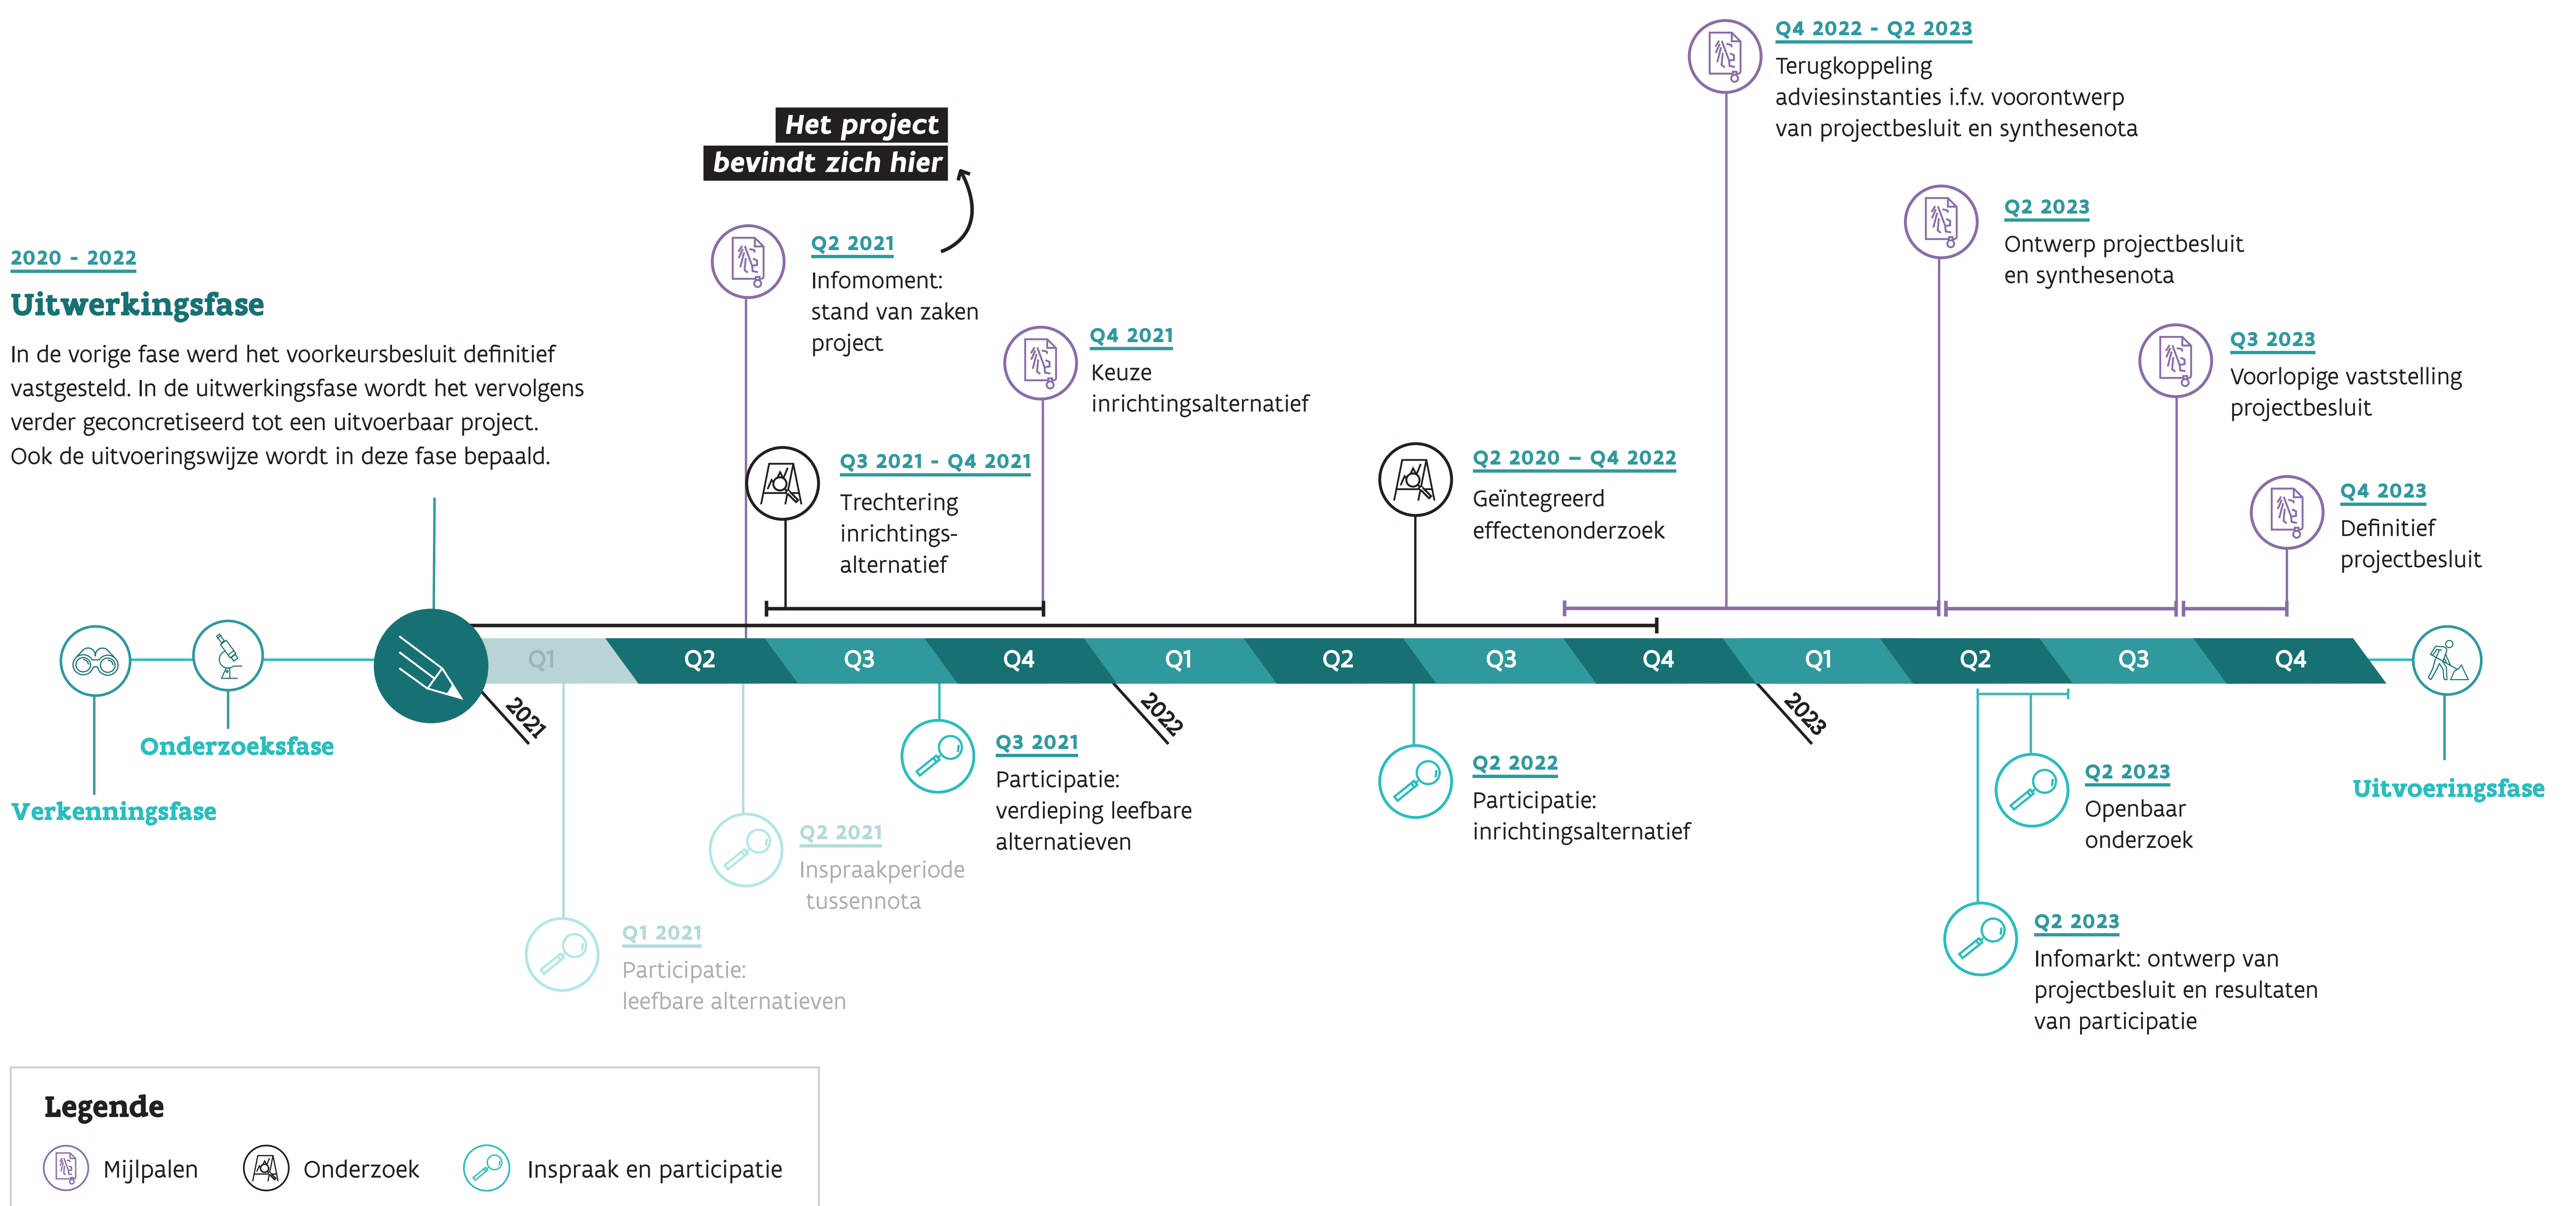 2020 - 2022
Uitwerkingsfase
In de vorige fase werd het voorkeursbesluit definitief
vastgesteld. In de uitwerkingsfase wordt het vervolgens
verder geconcretiseerd tot een uitvoerbaar project.
Ook de uitvoeringswijze wordt in deze fase bepaald.
Het project
bevindt zich hier
Q2 2021
Infomoment:
stand van zaken
project
Q4 2021
Keuze
inrichtingsalternatief
Q3 2021 - Q4 2021
Trechtering
inrichtings-
alternatief
Q2 2020 – Q4 2022
Geïntegreerd
effectenonderzoek
Q4 2022 - Q2 2023
Terugkoppeling
adviesinstanties i.f.v. voorontwerp
van projectbesluit en synthesenota
Q2 2023
Ontwerp projectbesluit
en synthesenota
Q3 2023
Voorlopige vaststelling
projectbesluit
Q4 2023
Definitief
projectbesluit
Q1 Q2 Q3 Q4 Q1 Q2 Q3 Q4 Q1 Q2 Q3 Q4
2021 2022 2023
Verkenningsfase
Onderzoeksfase
Uitvoeringsfase
Q1 2021
Participatie:
leefbare alternatieven
Q2 2021
Inspraakperiode
tussennota
Q3 2021
Participatie:
verdieping leefbare
alternatieven
Q2 2022
Participatie:
inrichtingsalternatief
Q2 2023
Openbaar
onderzoek
Q2 2023
Infomarkt: ontwerp van
projectbesluit en resultaten
van participatie
Legende
Mijlpalen
Onderzoek
Inspraak en participatie